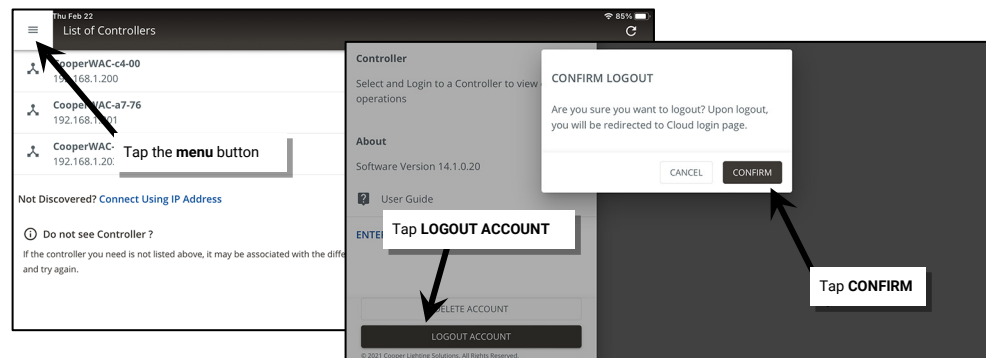 Thu Feb 22
85%
List of Controllers
CooperWAC-c4-00
192.168.1.200
CooperWAC-a7-76
CooperWAC-
Tap the menu button
Not Discovered? Connect Using IP Address
Do not see Controller ?
If the controller you need is not listed above, it may be associated with the diffe
and try again.
Controller
Select and Login to a Controller to view
operations
About
Software Version 14.1.0.20
User Guide
Tap LOGOUT ACCOUNT
DELETE ACCOUNT
LOGOUT ACCOUNT
© 2021 Cooper Lighting Solutions. All Rights Reserved.
CONFIRM LOGOUT
Are you sure you want to logout? Upon logout,
you will be redirected to Cloud login page.
CANCEL
CONFIRM
Tap CONFIRM